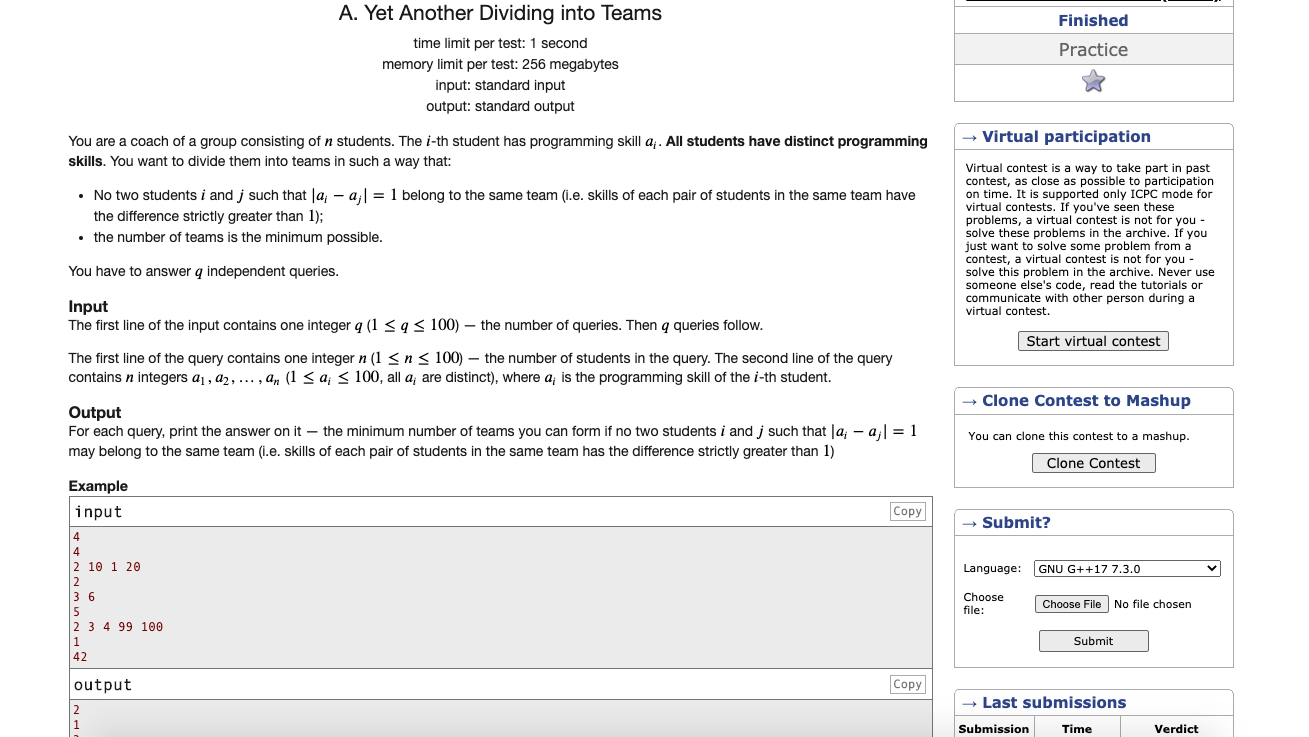 A. Yet Another Dividing into Teams
time limit per test: 1 second
memory limit per test: 256 megabytes
input: standard input
output: standard output
You are a coach of a group consisting of n students. The i-th student has programming skill a_i. All students have distinct programming
skills. You want to divide them into teams in such a way that:
• No two students i and j such that |a_i − a_j| = 1 belong to the same team (i.e. skills of each pair of students in the same team have
the difference strictly greater than 1);
• the number of teams is the minimum possible.
You have to answer q independent queries.
Input
The first line of the input contains one integer q (1 ≤ q ≤ 100) — the number of queries. Then q queries follow.
The first line of the query contains one integer n (1 ≤ n ≤ 100) — the number of students in the query. The second line of the query
contains n integers a_1, a_2, … , a_n (1 ≤ a_i ≤ 100, all a_i are distinct), where a_i is the programming skill of the i-th student.
Output
For each query, print the answer on it — the minimum number of teams you can form if no two students i and j such that |a_i − a_j| = 1
may belong to the same team (i.e. skills of each pair of students in the same team has the difference strictly greater than 1)
Example
input
Copy
4
4
2 10 1 20
2
3 6
5
2 3 4 99 100
1
42
output
Copy
2
1
Finished
Practice
→ Virtual participation
Virtual contest is a way to take part in past
contest, as close as possible to participation
on time. It is supported only ICPC mode for
virtual contests. If you've seen these
problems, a virtual contest is not for you -
solve these problems in the archive. If you
just want to solve some problem from a
contest, a virtual contest is not for you -
solve this problem in the archive. Never use
someone else's code, read the tutorials or
communicate with other person during a
virtual contest.
Start virtual contest
→ Clone Contest to Mashup
You can clone this contest to a mashup.
Clone Contest
→ Submit?
Language: GNU G++17 7.3.0
Choose
file:
Choose File No file chosen
Submit
→ Last submissions
Submission Time Verdict